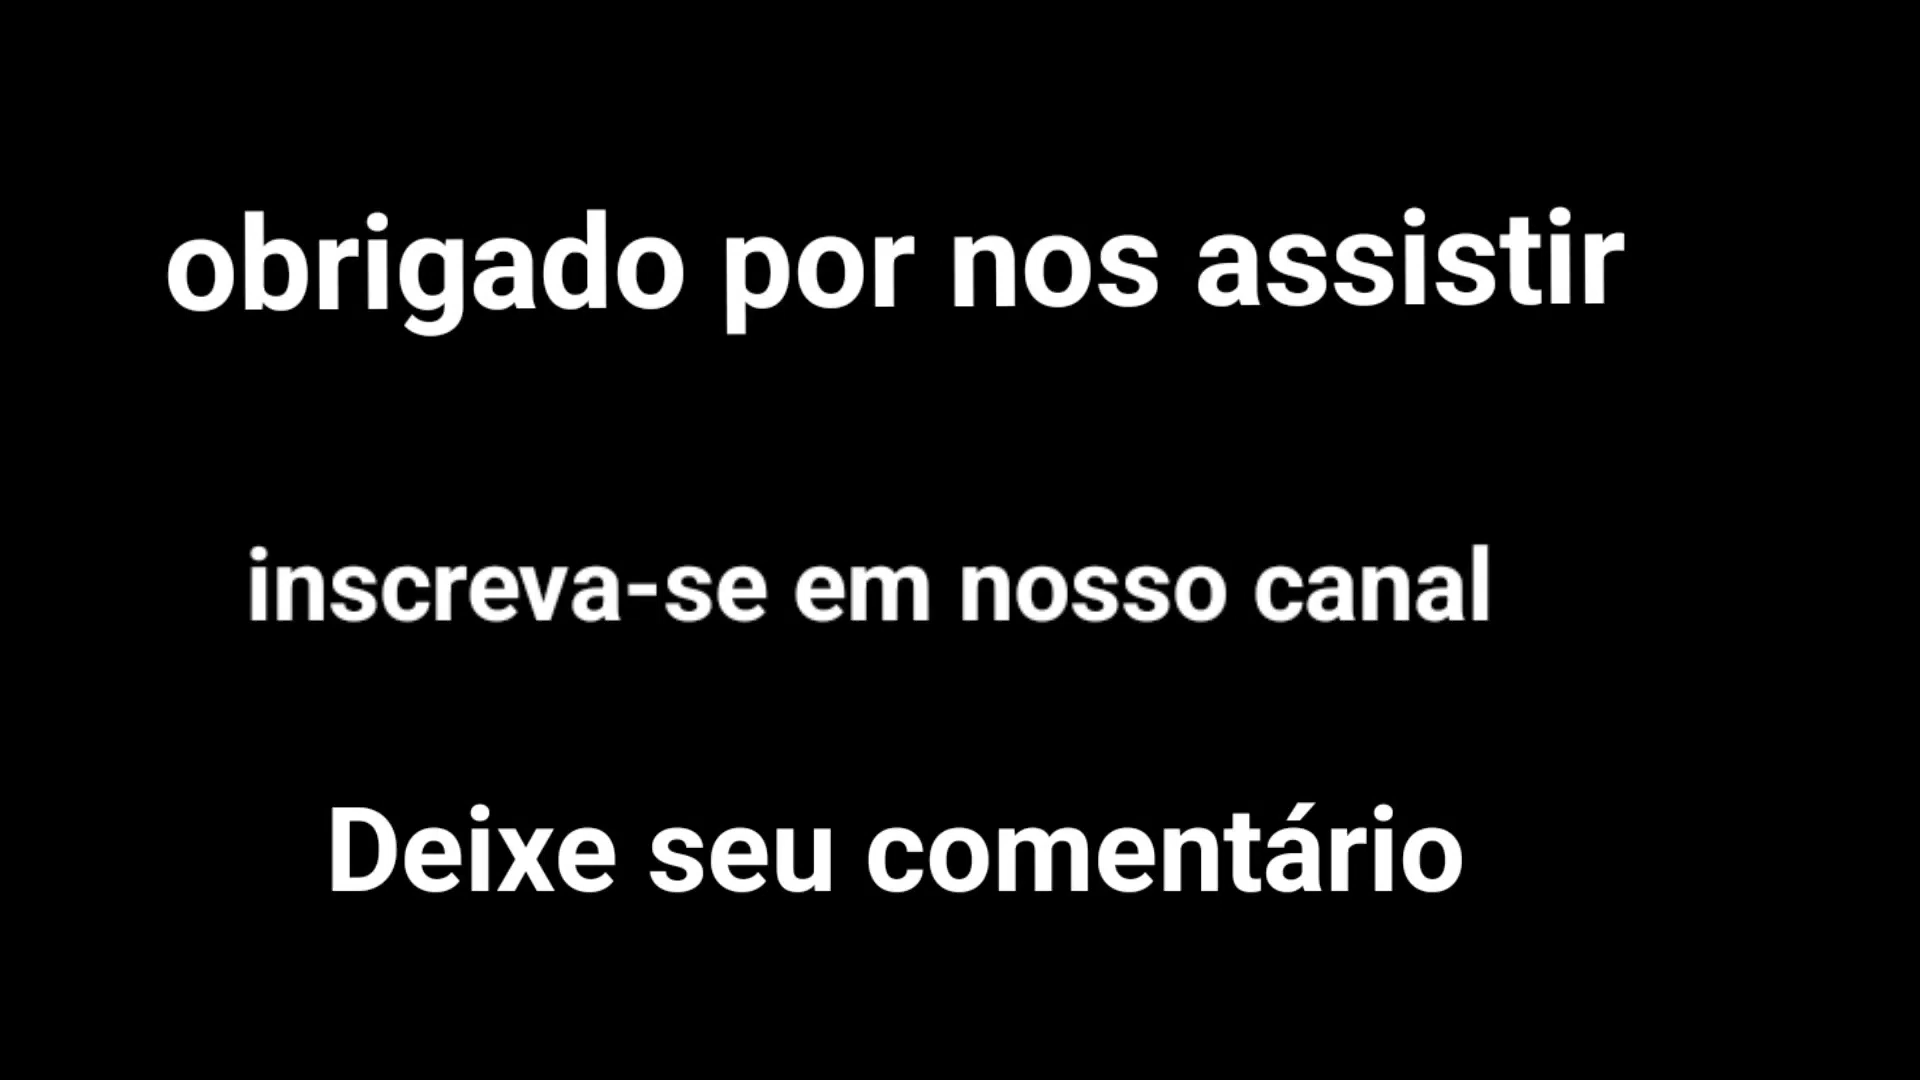 obrigado por nos assistir
inscreva-se em nosso canal
Deixe seu comentário